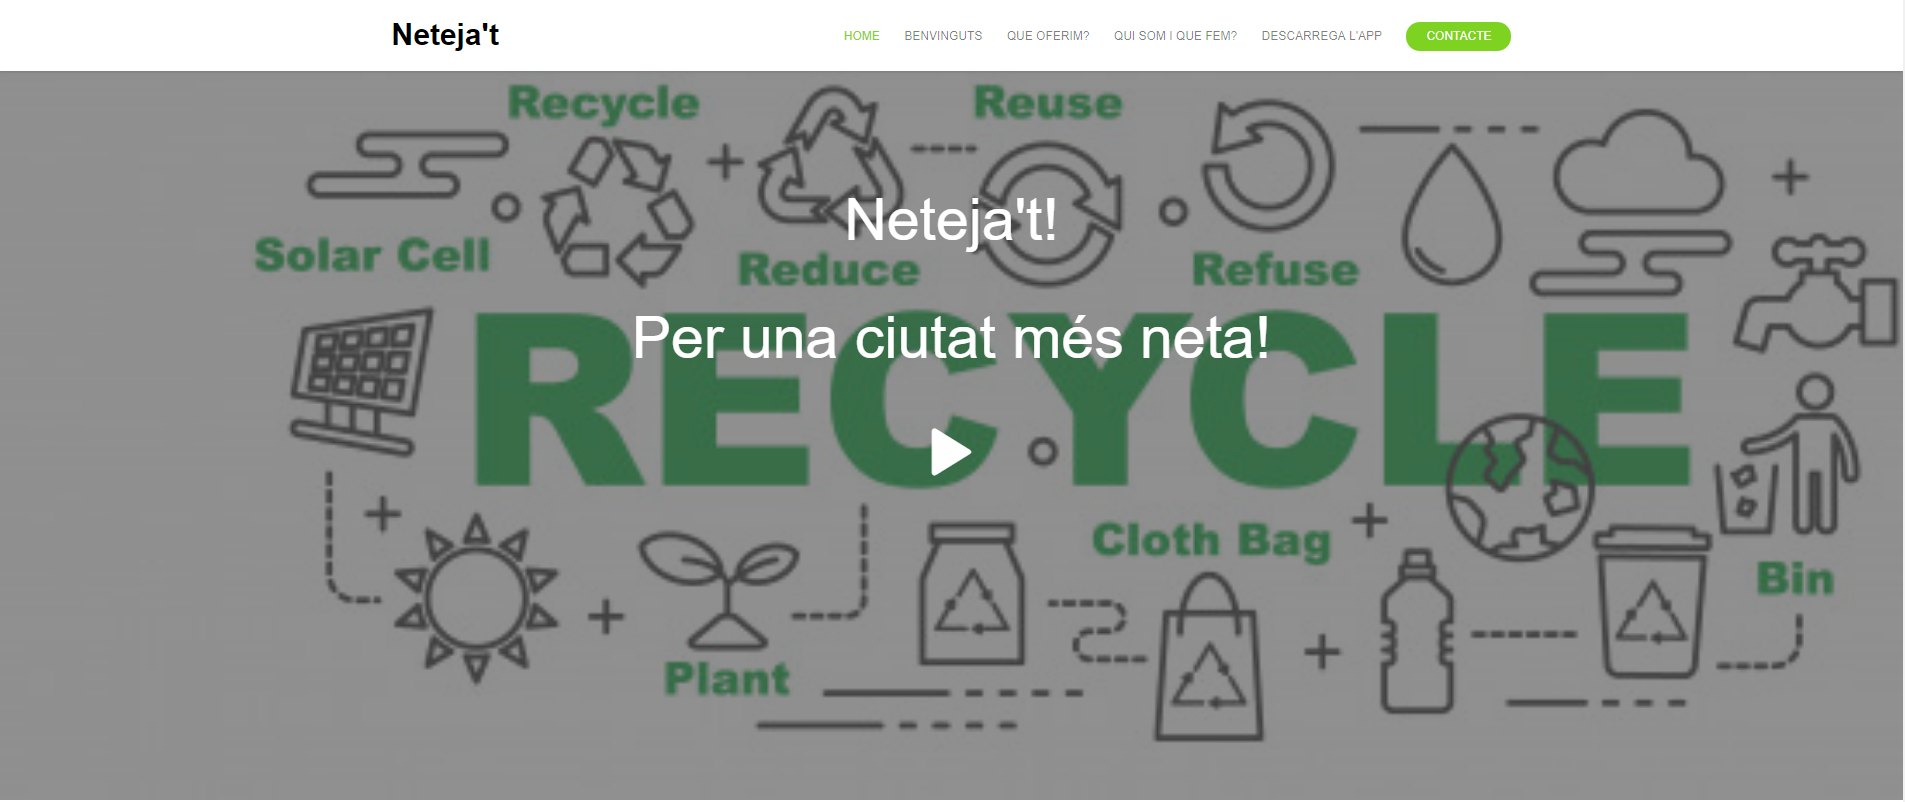 Neteja't
HOME
BENVINGUTS
QUE OFERIM?
QUI SOM I QUE FEM?
DESCARREGA L'APP
CONTACTE
Recycle
Reuse
Neteja't!
Solar Cell
Reduce
Refuse
Per una ciutat més neta!
RECYCLE
Cloth Bag
Bin
Plant